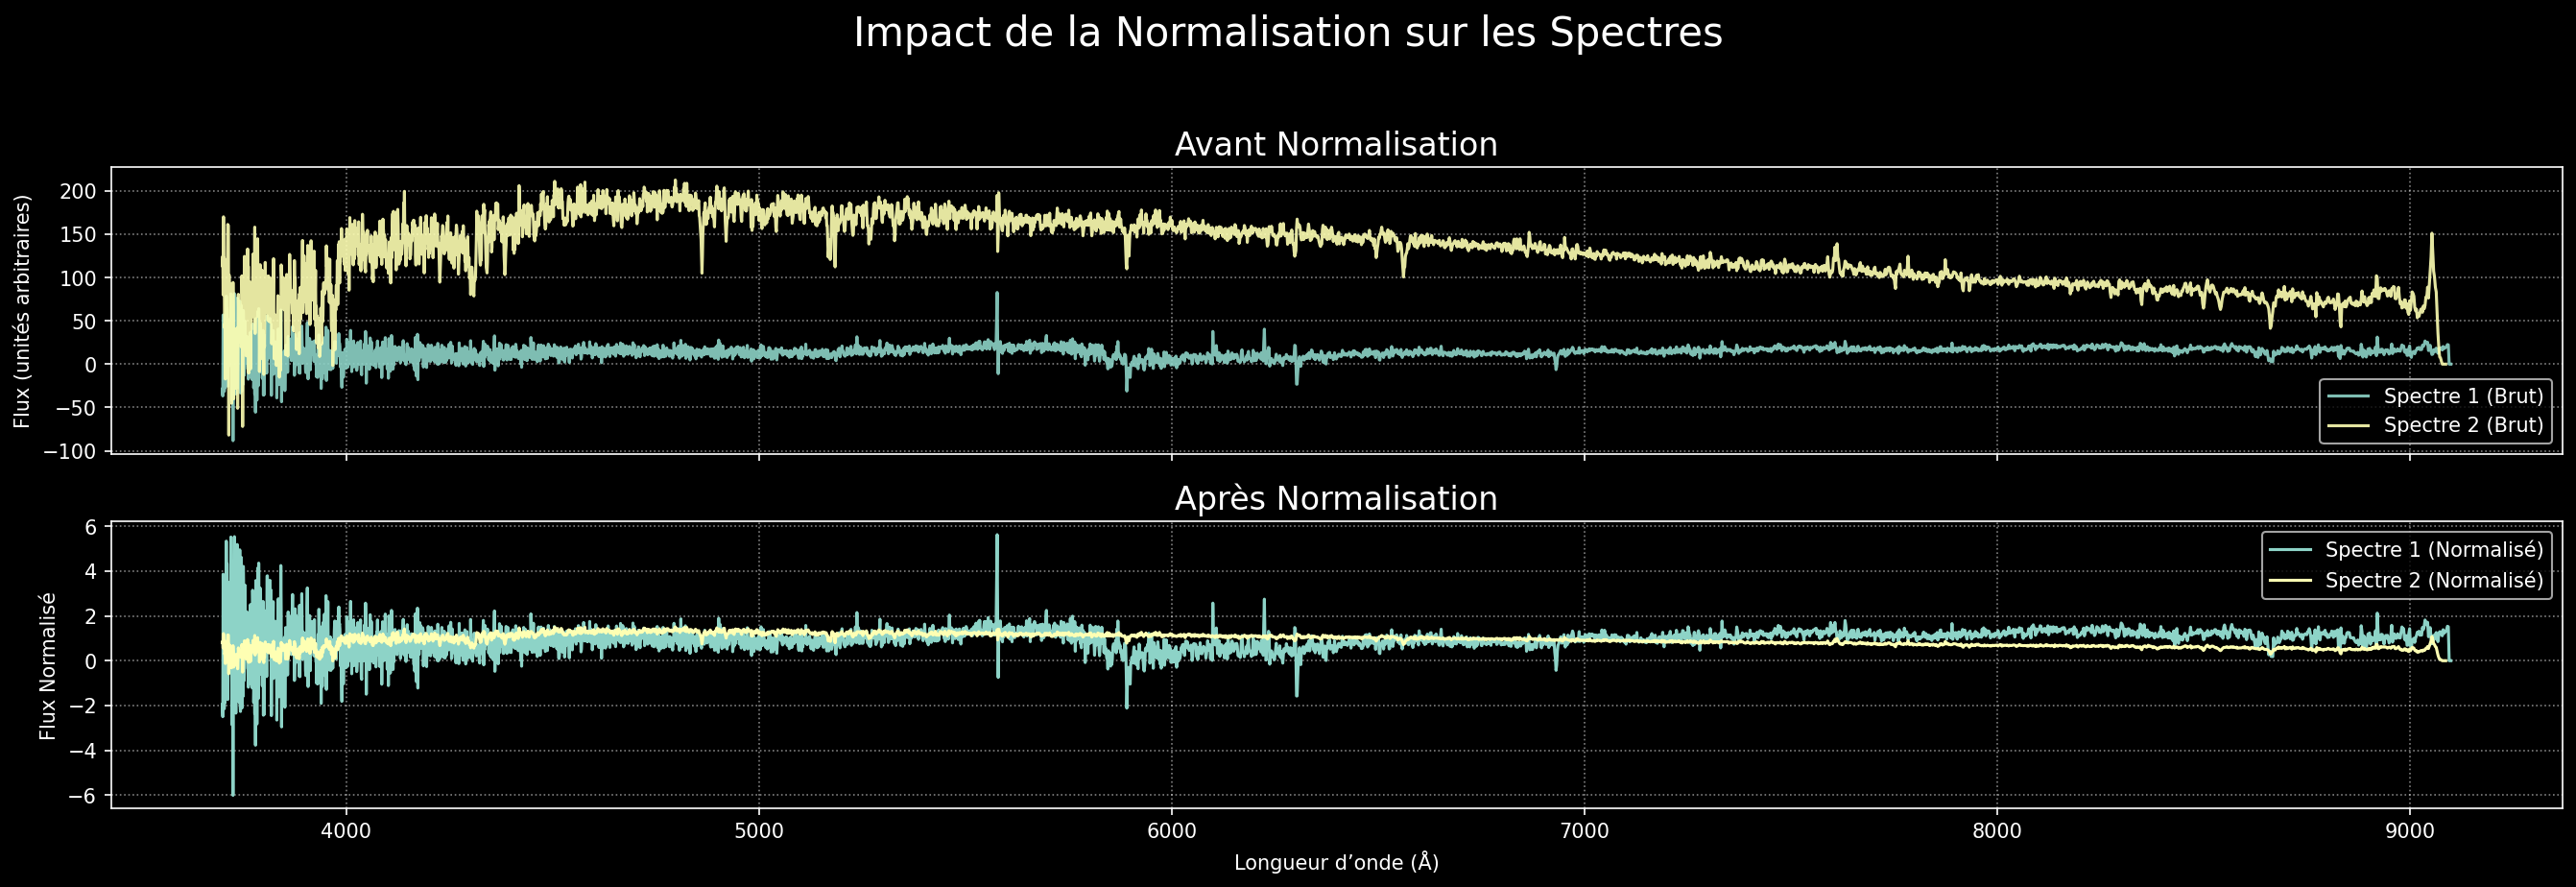 Impact de la Normalisation sur les Spectres
Avant Normalisation
Flux (unités arbitraires)
200
150
100
50
0
−50
−100
Spectre 1 (Brut)
Spectre 2 (Brut)
Après Normalisation
Flux Normalisé
6
4
2
0
−2
−4
−6
Spectre 1 (Normalisé)
Spectre 2 (Normalisé)
4000 5000 6000 7000 8000 9000
Longueur d’onde (Å)